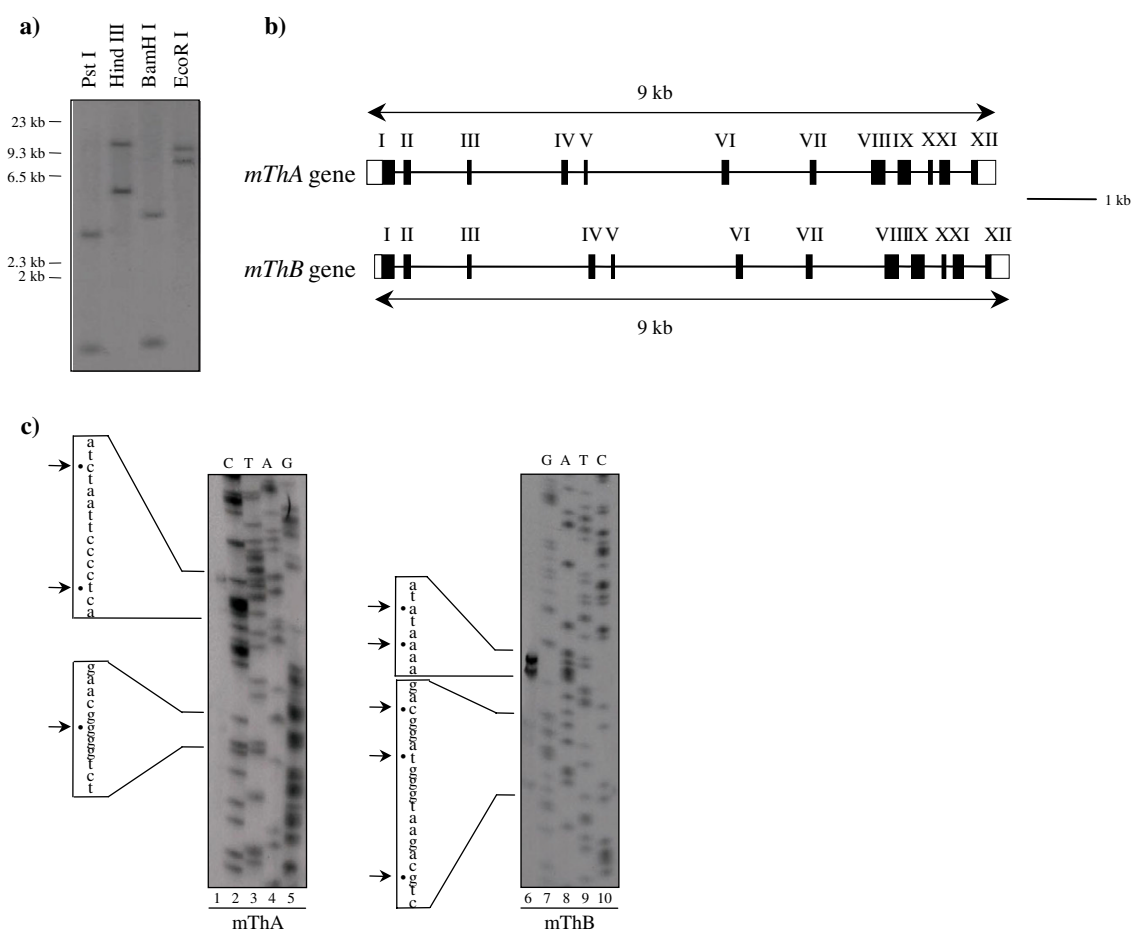 a)
Pst I
Hind III
BamH I
EcoR I
23 kb
9.3 kb
6.5 kb
2.3 kb
2 kb
b)
9 kb
I II III IV V VI VII VIII IX X XI XII
mThA gene
1 kb
I II III IV V VI VII VIII IX X XI XII
mThB gene
9 kb
c)
a
t
c
t
a
a
t
t
c
c
c
c
t
c
a
g
a
a
c
g
g
g
g
t
c
t
C T A G
1 2 3 4 5
mThA
a
t
a
t
a
a
a
a
g
a
c
g
g
a
t
g
g
g
t
a
a
g
a
c
g
t
c
G A T C
6 7 8 9 10
mThB